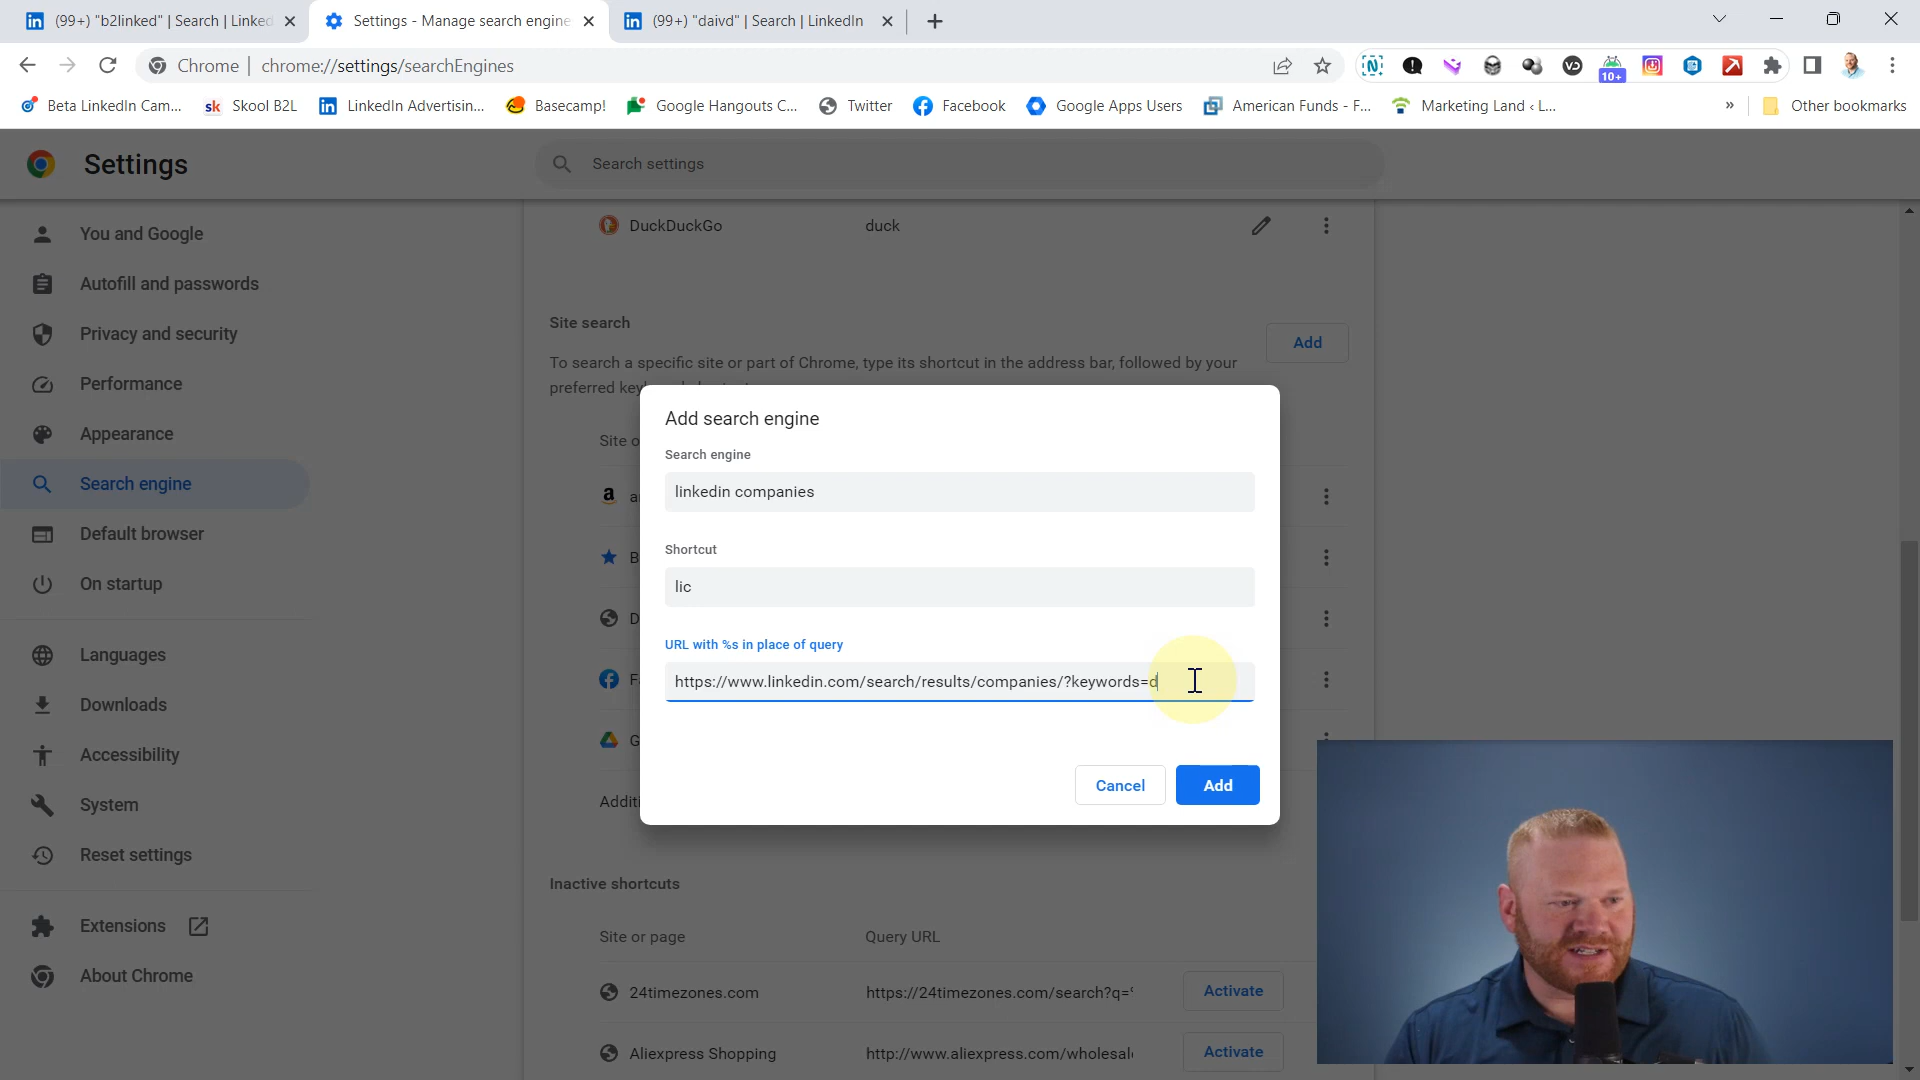 (99+) "b2linked" | Search | Linked
Settings - Manage search engine
(99+) "daivd" | Search | LinkedIn
Chrome | chrome://settings/searchEngines
10+
Beta LinkedIn Cam...
sk Skool B2L
LinkedIn Advertisin...
Basecamp!
Google Hangouts C...
Twitter
Facebook
Google Apps Users
American Funds - F...
Marketing Land ‹ L...
»
Other bookmarks
Settings
Search settings
You and Google
Autofill and passwords
Privacy and security
Performance
Appearance
Search engine
Default browser
On startup
Languages
Downloads
Accessibility
System
Reset settings
Extensions
About Chrome
DuckDuckGo duck
Site search
To search a specific site or part of Chrome, type its shortcut in the address bar, followed by your
preferred
Add
Site o
Add search engine
Search engine
linkedin companies
Shortcut
lic
URL with %s in place of query
https://www.linkedin.com/search/results/companies/?keywords=d
Cancel Add
Additi
Inactive shortcuts
Site or page Query URL
24timezones.com https://24timezones.com/search?q= Activate
Aliexpress Shopping http://www.aliexpress.com/wholesal Activate